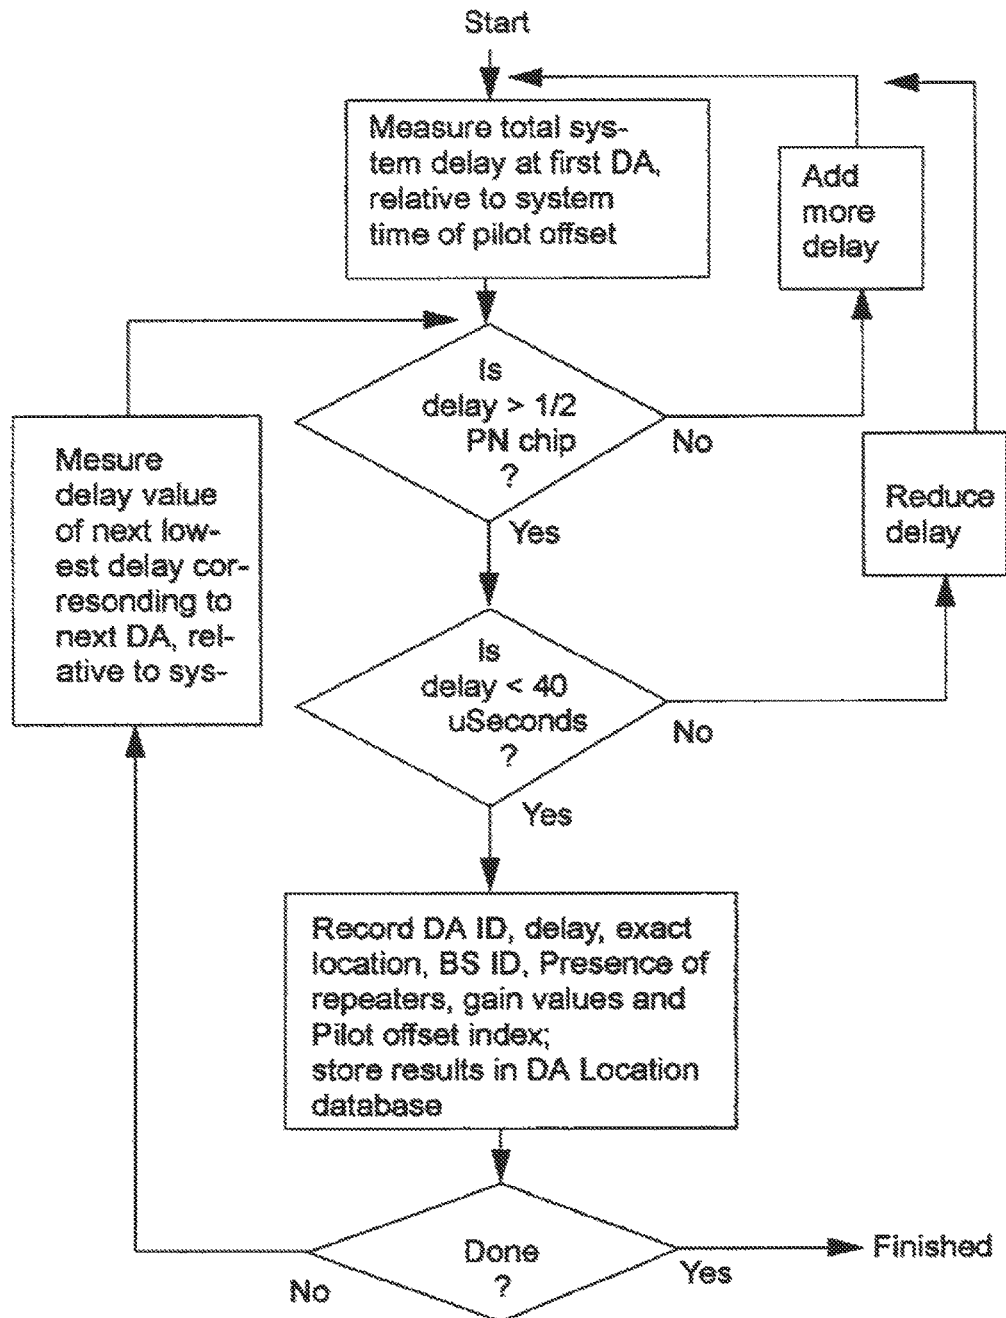 Start
Measure total sys-
tem delay at first DA,
relative to system
time of pilot offset
Add
more
delay
Is
delay > 1/2
PN chip
?
No
Yes
Mesure
delay value
of next low-
est delay cor-
resonding to
next DA, rel-
ative to sys-
Reduce
delay
Is
delay < 40
uSeconds
?
No
Yes
Record DA ID, delay, exact
location, BS ID, Presence of
repeaters, gain values and
Pilot offset index;
store results in DA Location
database
Done
?
No
Yes
Finished